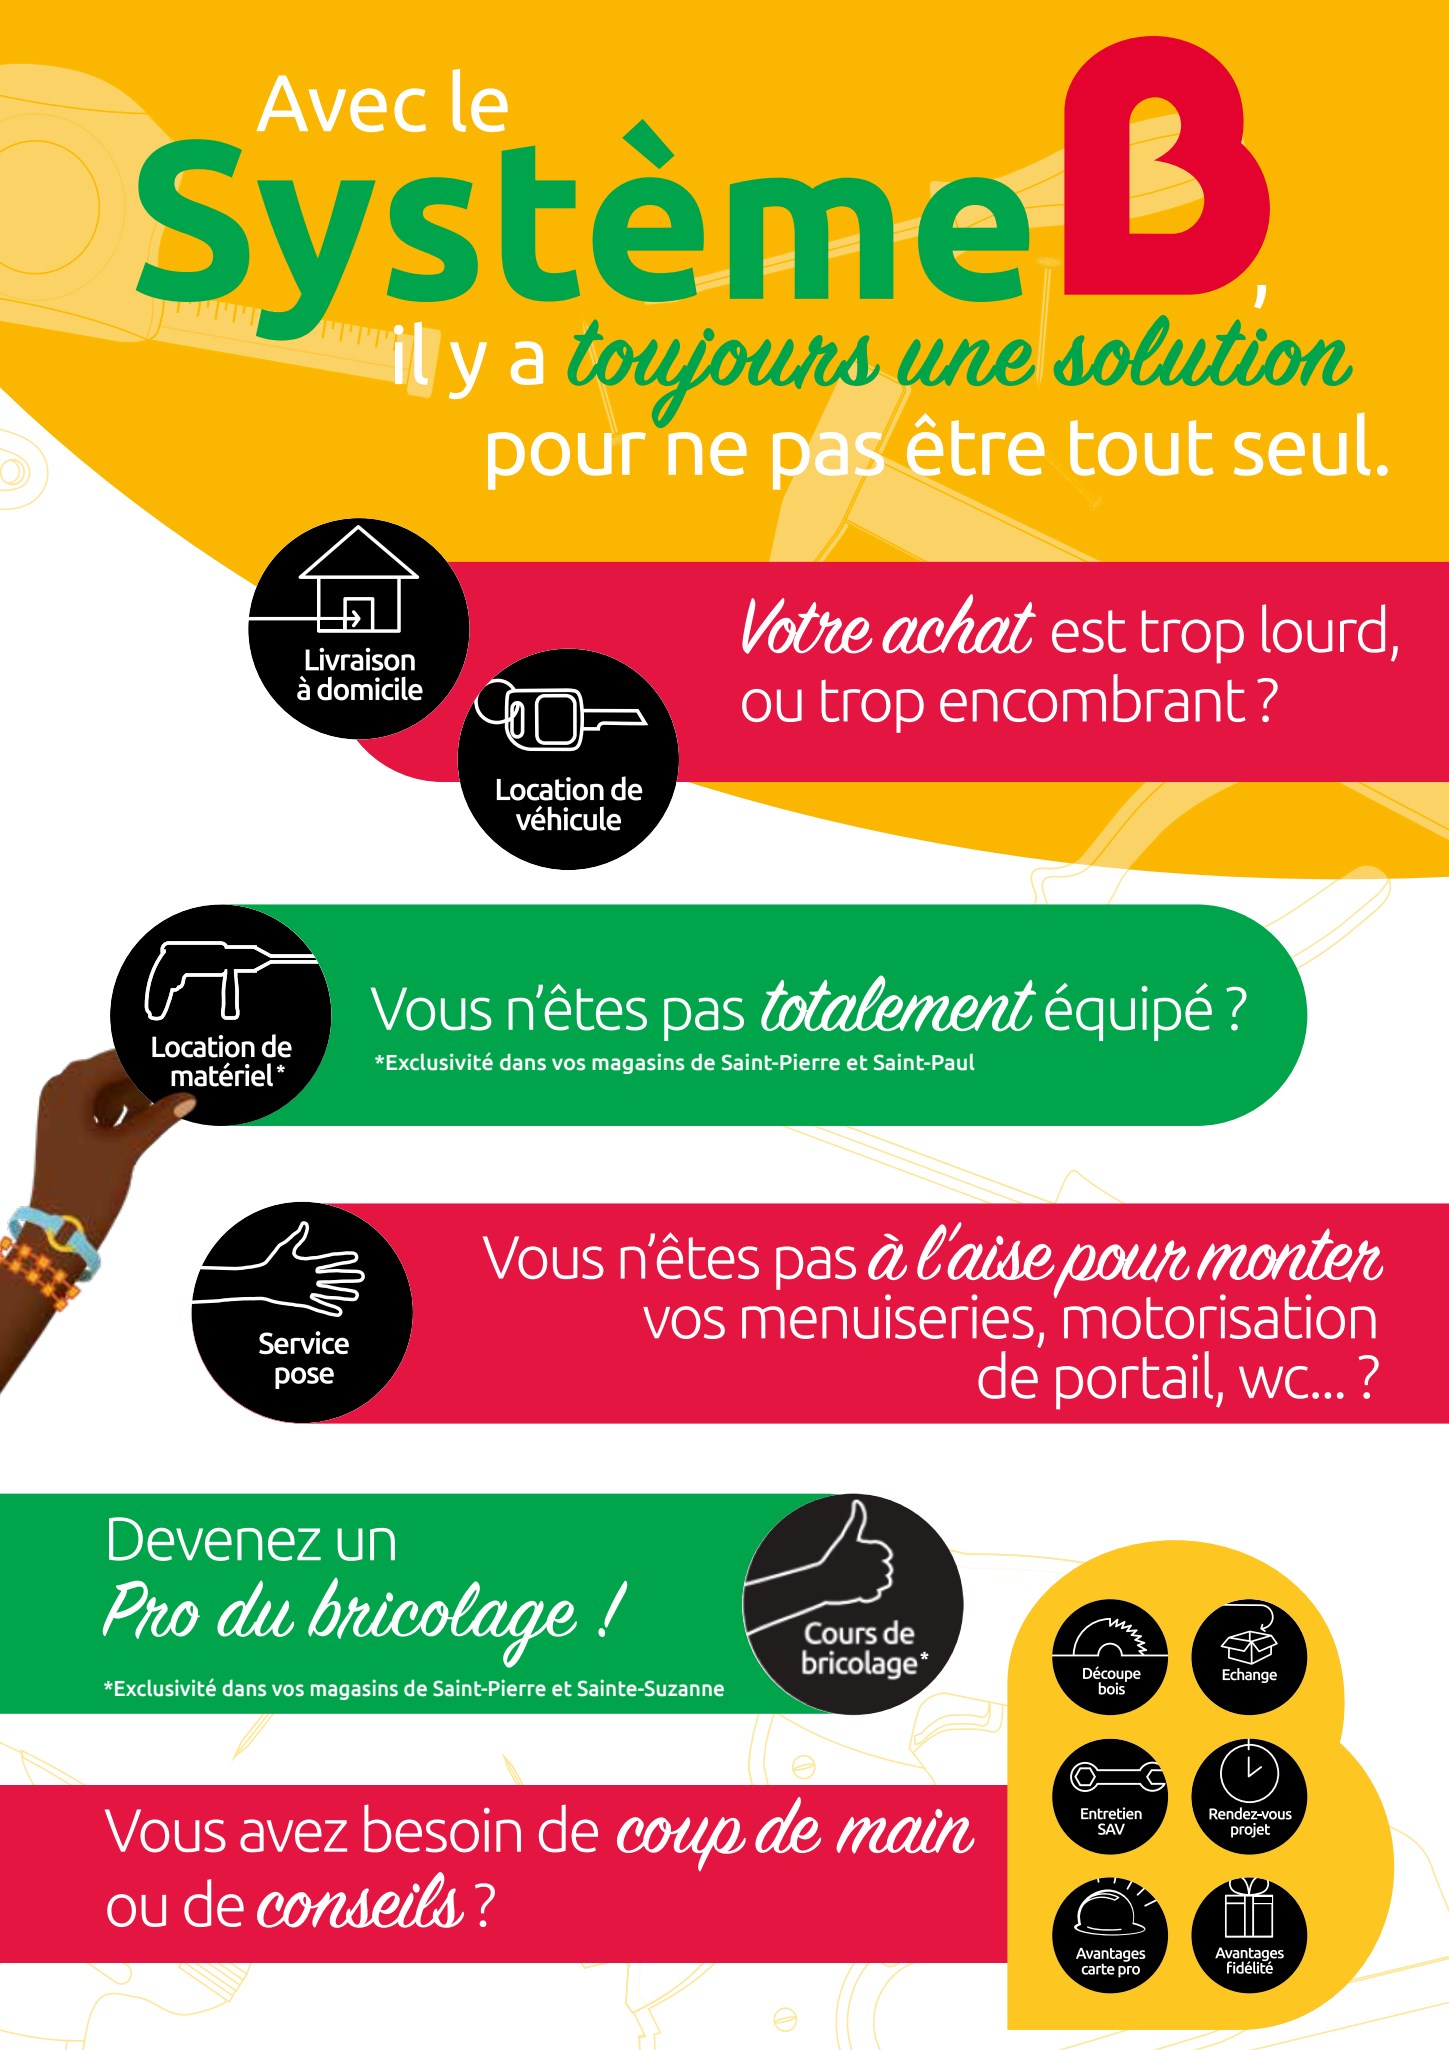 Avec le
Système B,
il y a toujours une solution
pour ne pas être tout seul.
Livraison
à domicile
Location de
véhicule
Votre achat est trop lourd,
ou trop encombrant ?
Location de
matériel*
Vous n'êtes pas totalement équipé ?
*Exclusivité dans vos magasins de Saint-Pierre et Saint-Paul
Service
pose
Vous n'êtes pas à l'aise pour monter
vos menuiseries, motorisation
de portail, wc... ?
Devenez un
Pro du bricolage !
*Exclusivité dans vos magasins de Saint-Pierre et Sainte-Suzanne
Cours de
bricolage*
Vous avez besoin de coup de main
ou de conseils ?
Découpe
bois
Echange
Entretien
SAV
Rendez-vous
projet
Avantages
carte pro
Avantages
fidélité